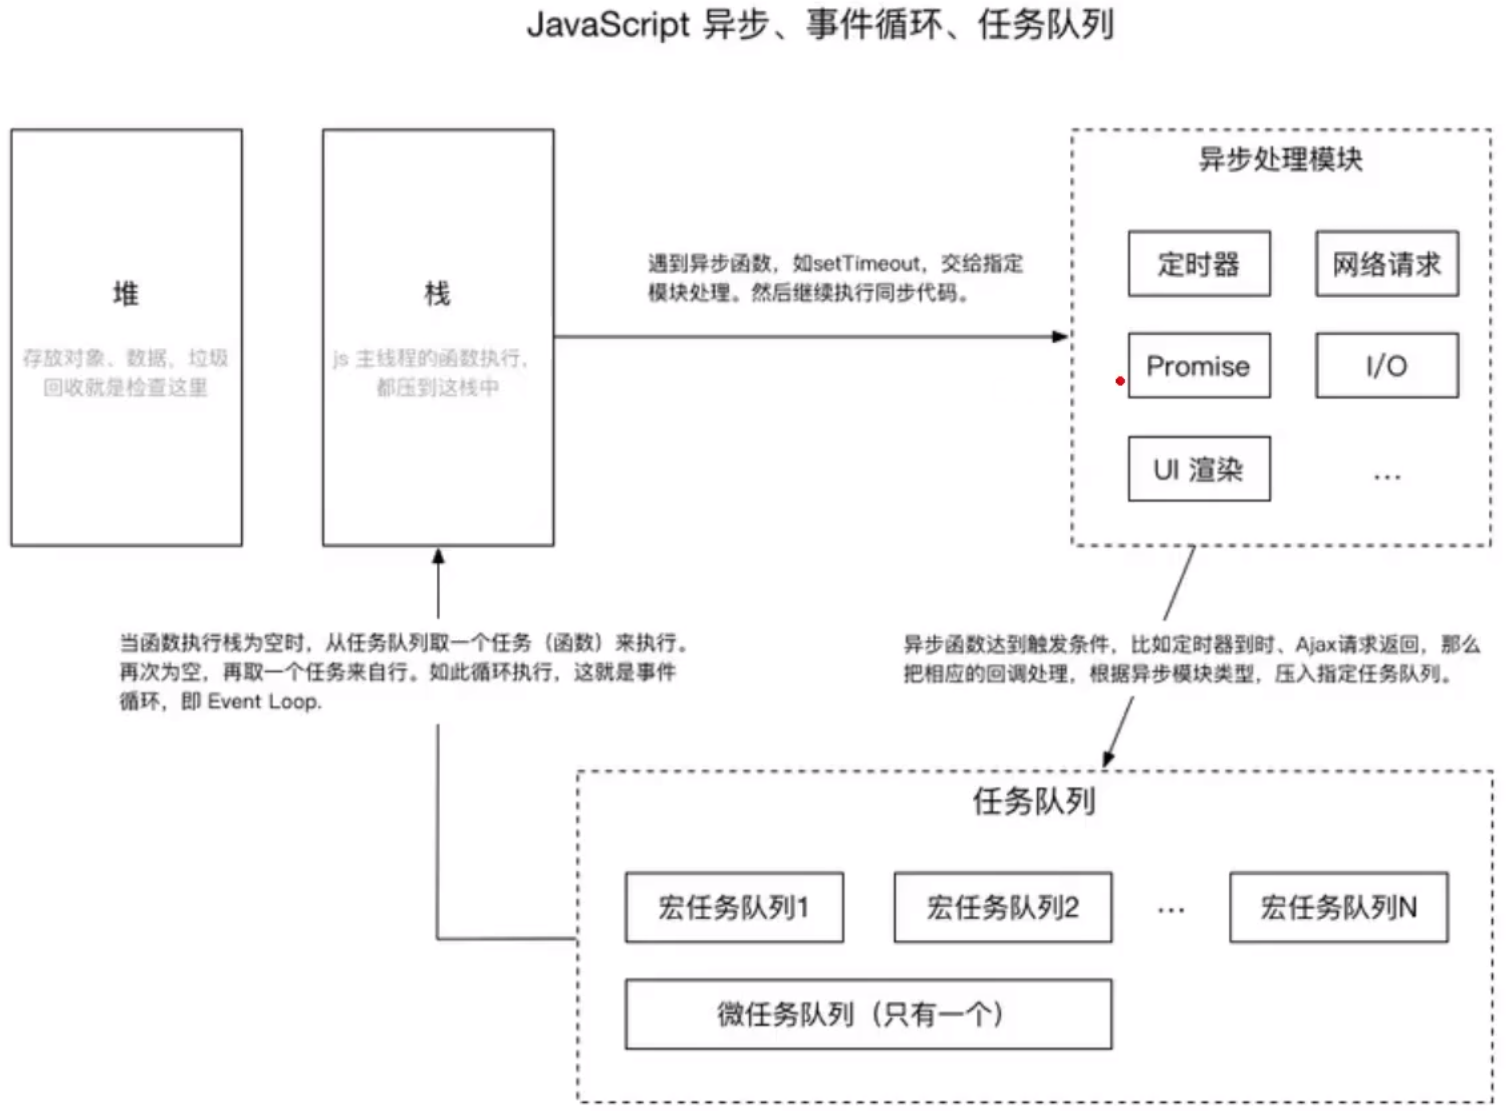 JavaScript 异步、事件循环、任务队列
堆
存放对象、数据，垃圾
回收就是检查这里
栈
js 主线程的函数执行，
都压到这栈中
遇到异步函数，如setTimeout，交给指定
模块处理。然后继续执行同步代码。
异步处理模块
定时器
网络请求
Promise
I/O
UI 渲染
...
当函数执行栈为空时，从任务队列取一个任务（函数）来执行。
再次为空，再取一个任务来自行。如此循环执行，这就是事件
循环，即 Event Loop.
异步函数达到触发条件，比如定时器到时、Ajax请求返回，那么
把相应的回调处理，根据异步模块类型，压入指定任务队列。
任务队列
宏任务队列1
宏任务队列2
...
宏任务队列N
微任务队列（只有一个）